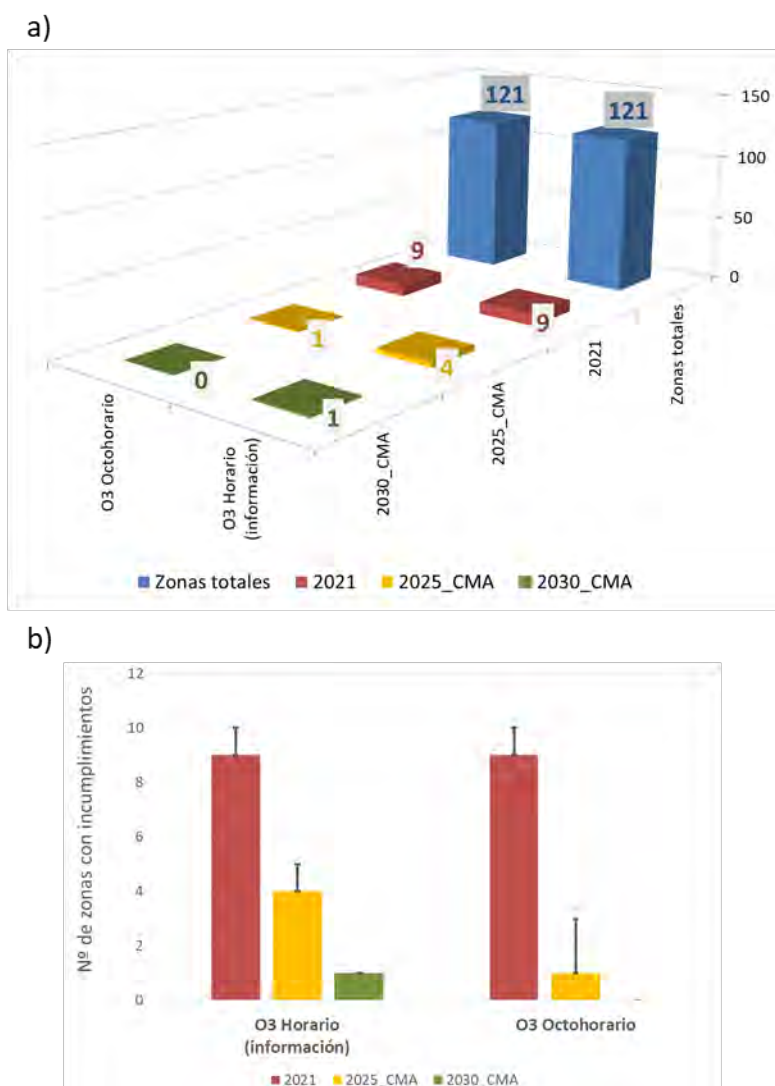 a)
121
121
150
100
50
0
9
9
1
4
0
1
Zonas totales
2021
2025_CMA
2030_CMA
O3 Octohorario
O3 Horario
(información)
Zonas totales 2021 2025_CMA 2030_CMA
b)
Nº de zonas con incumplimientos
12
10
8
6
4
2
0
O3 Horario
(información)
O3 Octohorario
2021 2025_CMA 2030_CMA